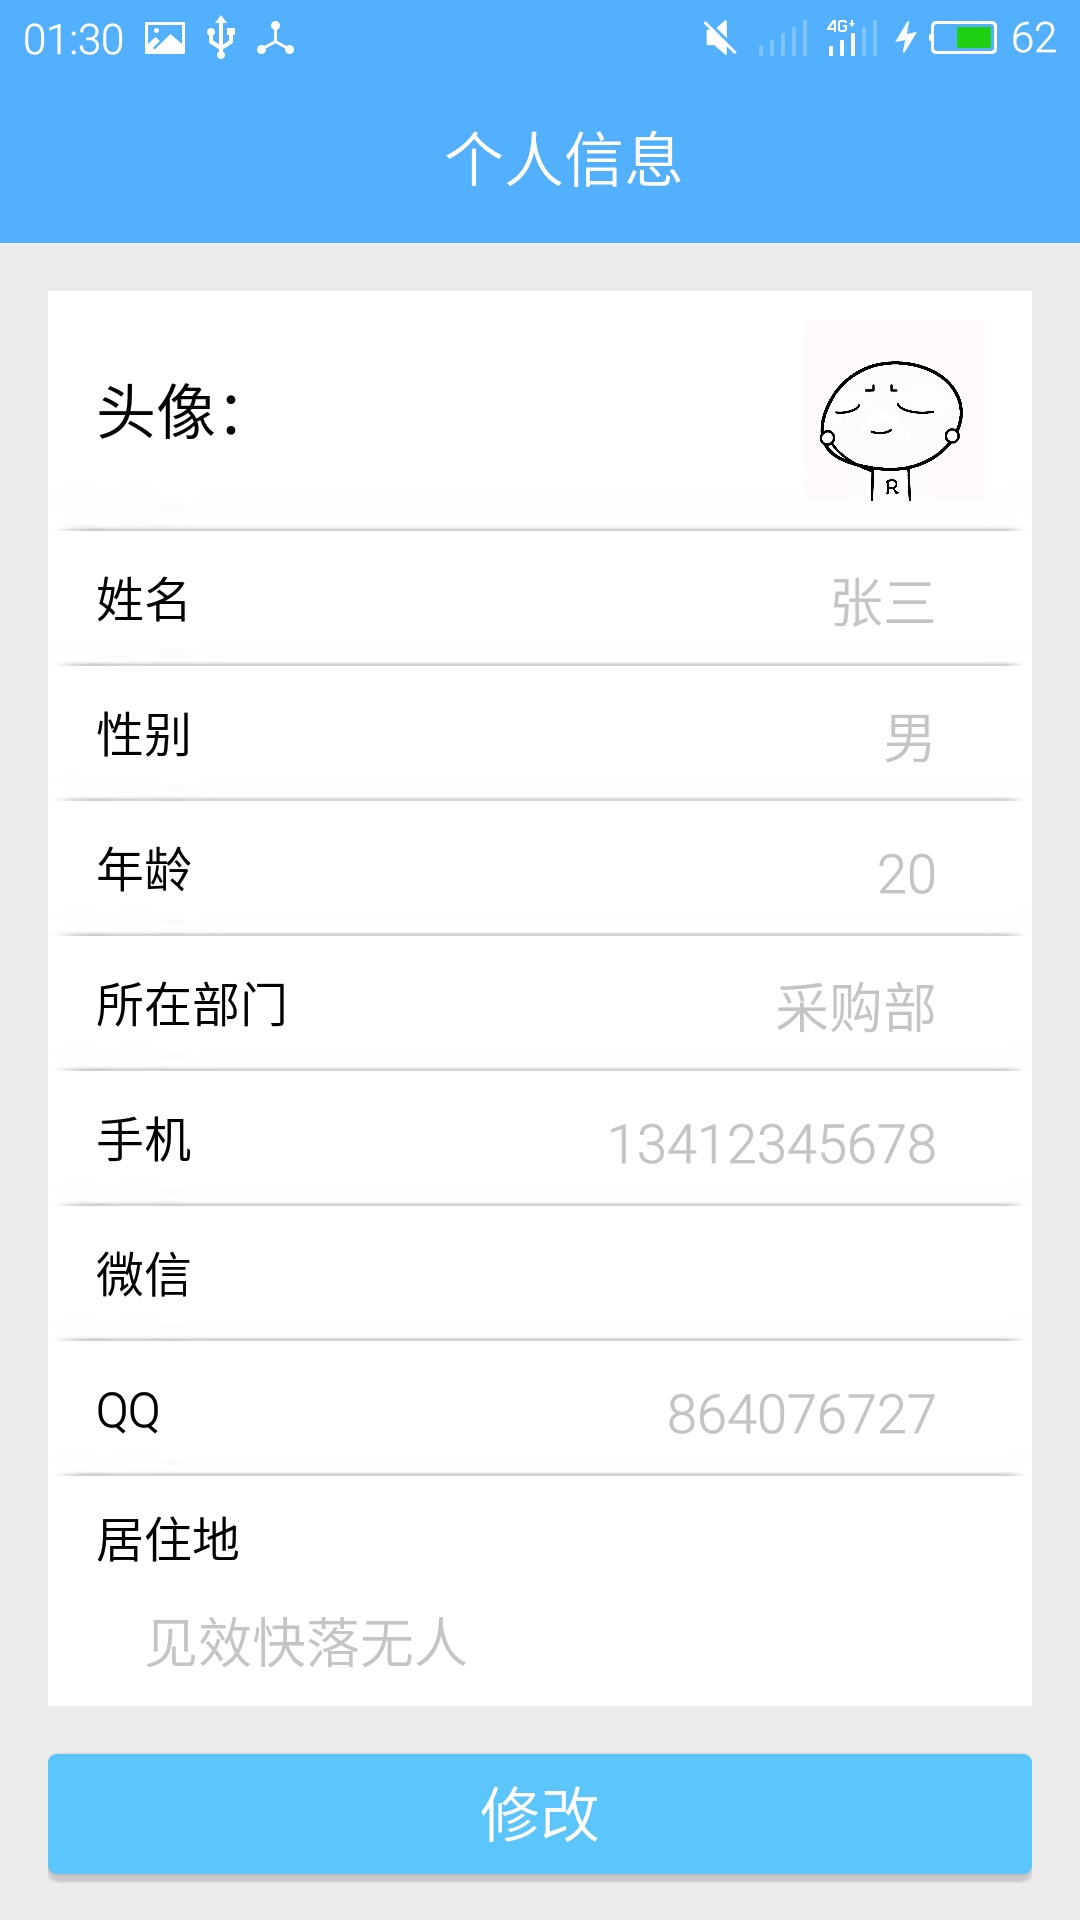 01:30 4G+ 62
个人信息
头像：
R
姓名 张三
性别 男
年龄 20
所在部门 采购部
手机 13412345678
微信
QQ 864076727
居住地
见效快落无人
修改